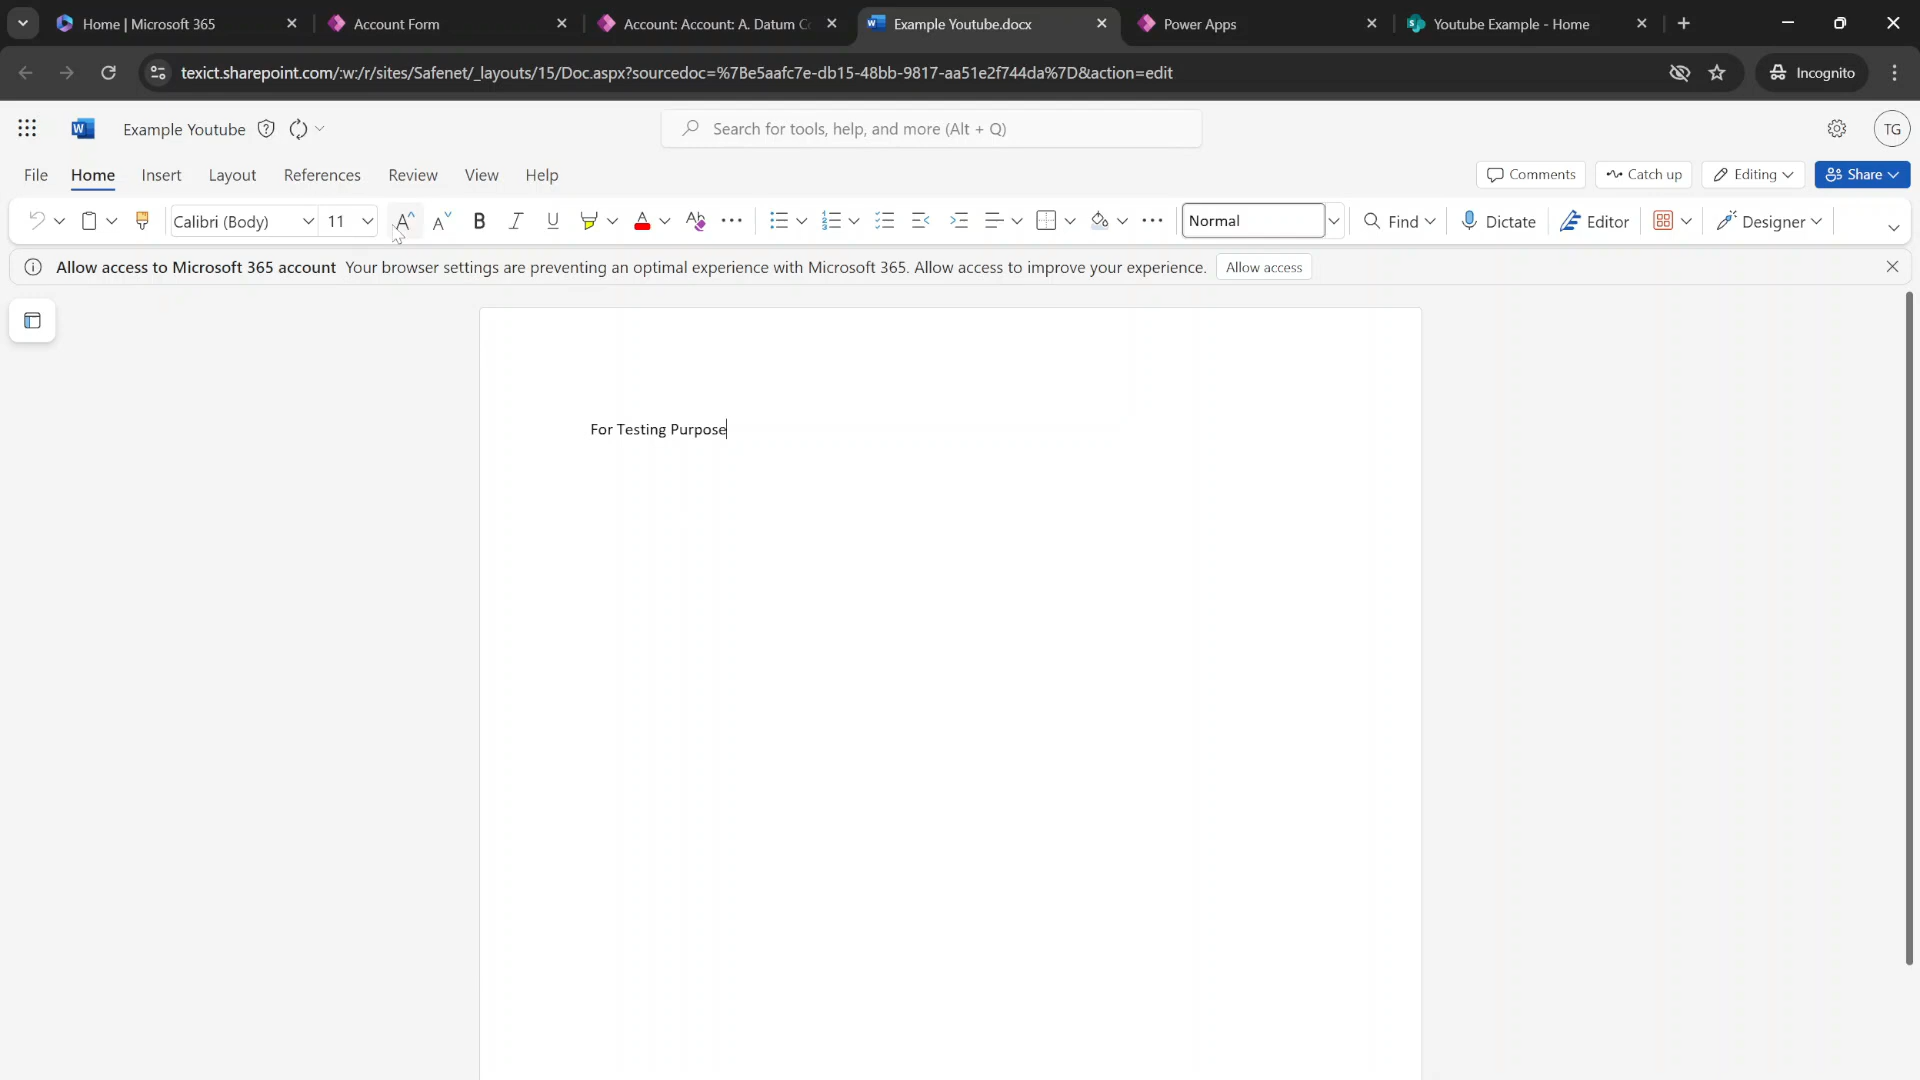 Home | Microsoft 365
Account Form
Account: Account: A. Datum C
Example Youtube.docx
Power Apps
Youtube Example - Home
texict.sharepoint.com/:w:/r/sites/Safenet/_layouts/15/Doc.aspx?sourcedoc=%7Be5aafc7e-db15-48bb-9817-aa51e2f744da%7D&action=edit
Incognito
Example Youtube
Search for tools, help, and more (Alt + Q)
TG
File Home Insert Layout References Review View Help
Comments Catch up Editing Share
Calibri (Body) 11 Normal Find Dictate Editor Designer
Allow access to Microsoft 365 account Your browser settings are preventing an optimal experience with Microsoft 365. Allow access to improve your experience. Allow access
For Testing Purpose